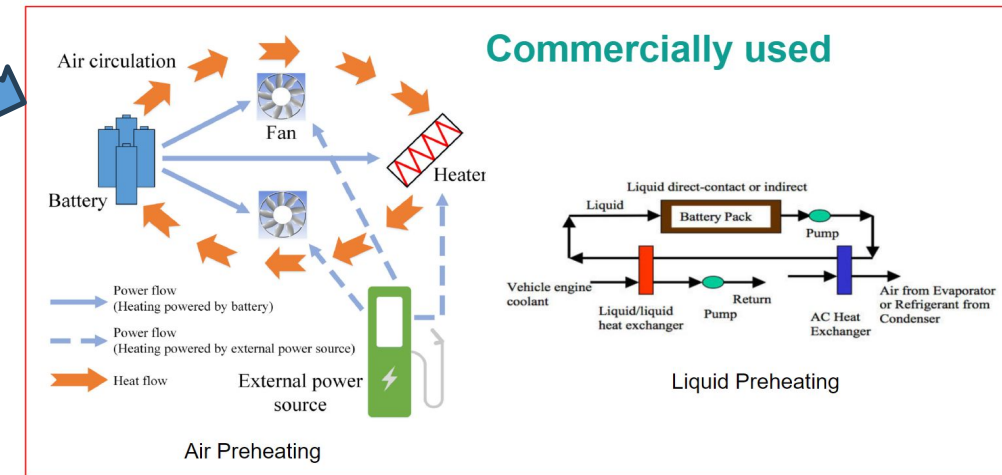 Commercially used
Air circulation
Fan
Heater
Battery
Power flow
(Heating powered by battery)
Power flow
(Heating powered by external power source)
Heat flow
External power
source
Air Preheating
Liquid direct-contact or indirect
Liquid
Battery Pack
Pump
Vehicle engine
coolant
Liquid/liquid
heat exchanger
Pump
Return
AC Heat
Exchanger
Air from Evaporator
or Refrigerant from
Condenser
Liquid Preheating